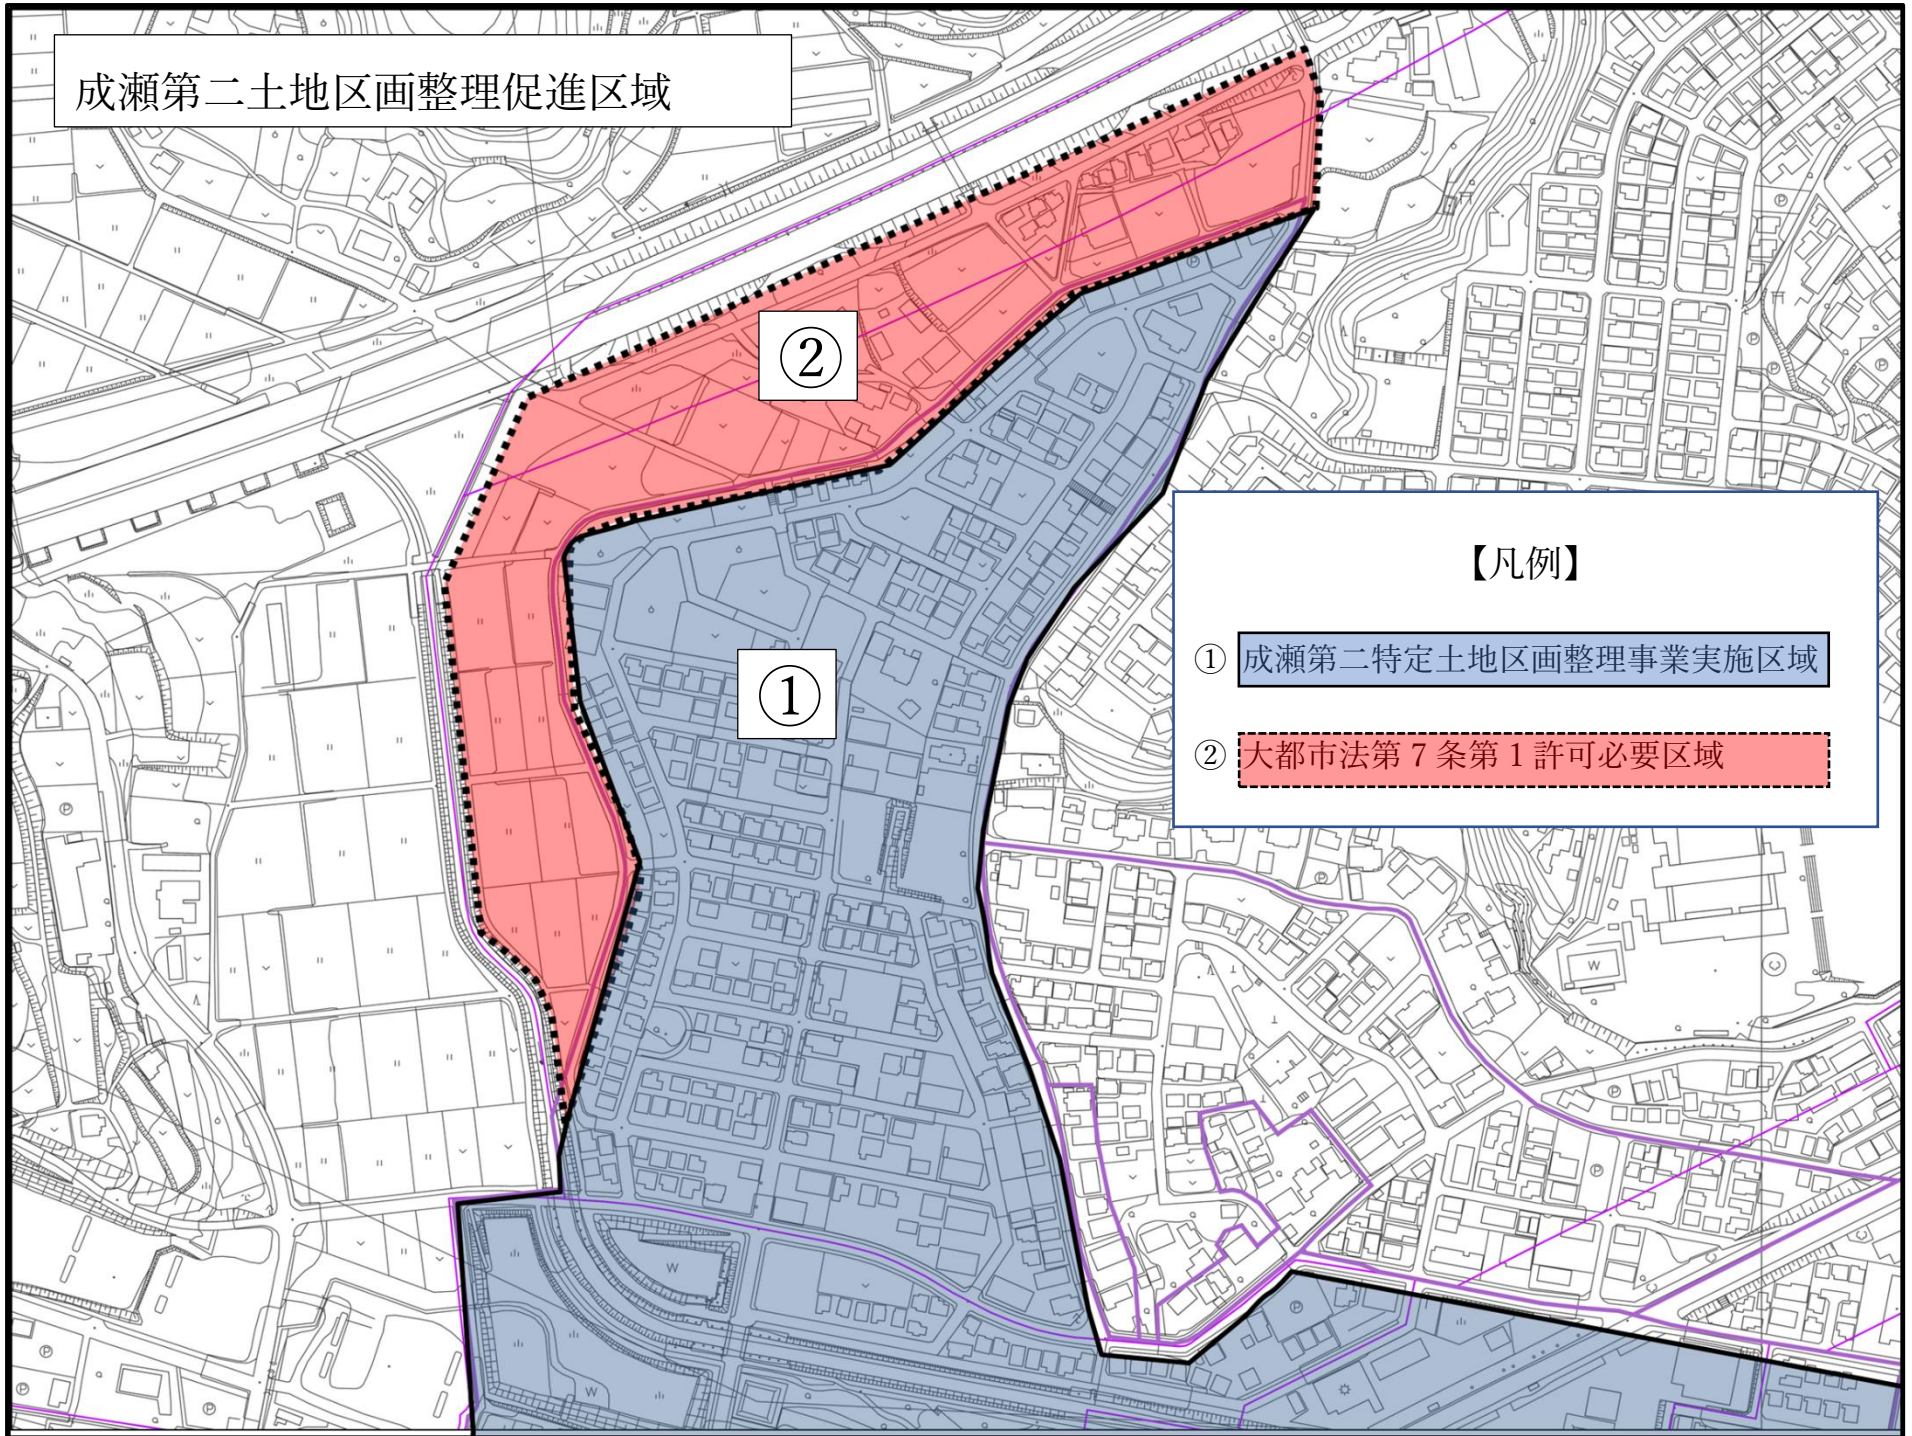 成瀬第二土地区画整理促進区域
②
①
【凡例】
① 成瀬第二特定土地区画整理事業実施区域
② 大都市法第7条第1許可必要区域
W
W
W